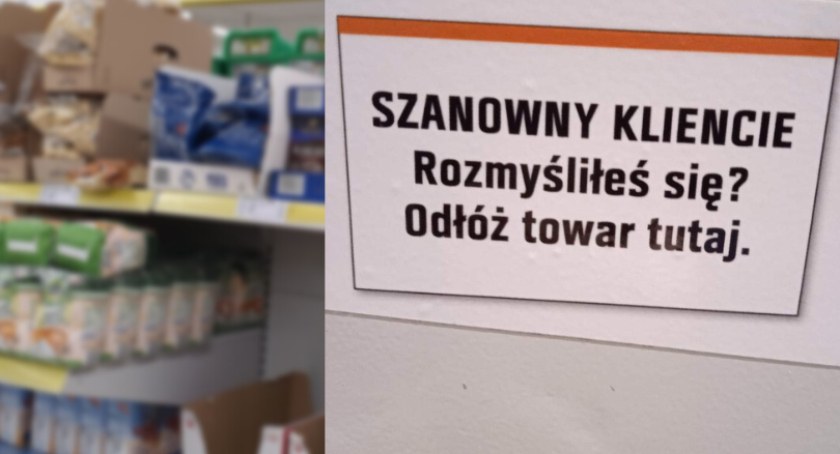 SZANOWNY KLIENCIE
Rozmyśliłeś się?
Odłóż towar tutaj.